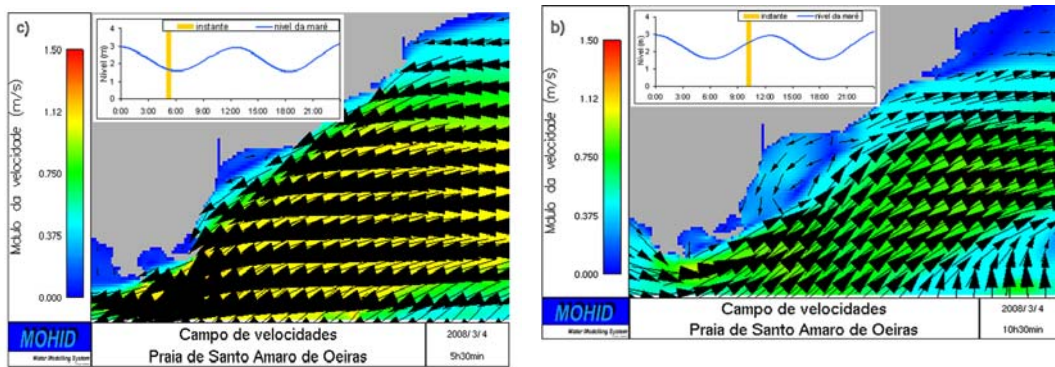 c)
instante nível da maré
Nível (m)
4
3
2
1
0
0:00 3:00 6:00 9:00 12:00 15:00 18:00 21:00
Módulo da velocidade (m/s)
1.50
1.12
0.750
0.375
0.000
MOHID
Water Modelling System
Campo de velocidades
Praia de Santo Amaro de Oeiras
2008/3/4
5h30min
b)
instante nível da maré
Nível (m)
4
3
2
1
0
0:00 3:00 6:00 9:00 12:00 15:00 18:00 21:00
Módulo da velocidade (m/s)
1.50
1.12
0.750
0.375
0.000
MOHID
Water Modelling System
Campo de velocidades
Praia de Santo Amaro de Oeiras
2008/3/4
10h30min